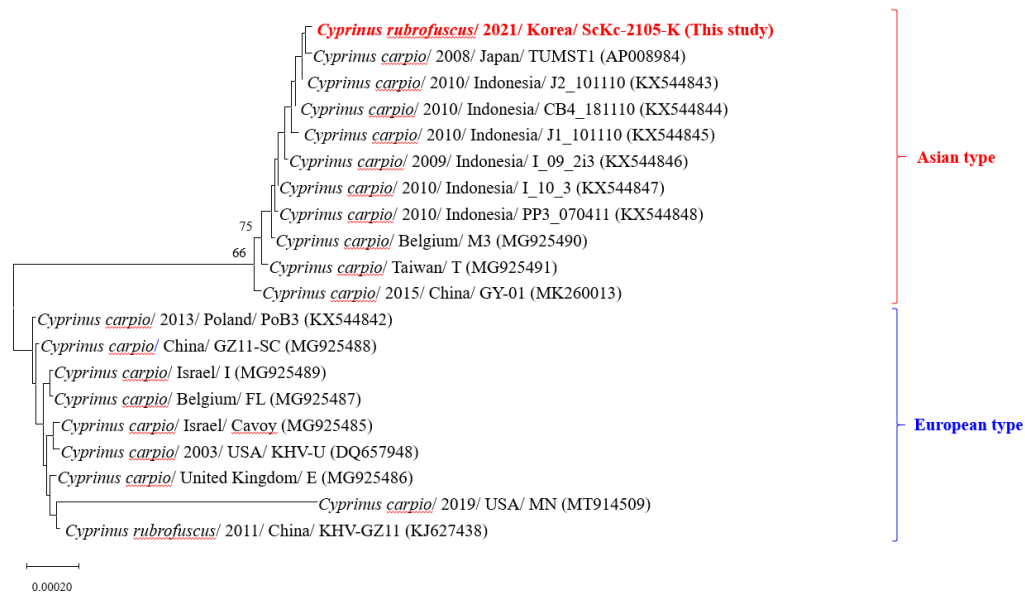 Cyprinus rubrofuscus/ 2021/ Korea/ ScKc-2105-K (This study)
Cyprinus carpio/ 2008/ Japan/ TUMST1 (AP008984)
Cyprinus carpio/ 2010/ Indonesia/ J2_101110 (KX544843)
Cyprinus carpio/ 2010/ Indonesia/ CB4_181110 (KX544844)
Cyprinus carpio/ 2010/ Indonesia/ J1_101110 (KX544845)
Asian type
Cyprinus carpio/ 2009/ Indonesia/ I_09_2i3 (KX544846)
Cyprinus carpio/ 2010/ Indonesia/ I_10_3 (KX544847)
Cyprinus carpio/ 2010/ Indonesia/ PP3_070411 (KX544848)
75
Cyprinus carpio/ Belgium/ M3 (MG925490)
66
Cyprinus carpio/ Taiwan/ T (MG925491)
Cyprinus carpio/ 2015/ China/ GY-01 (MK260013)
Cyprinus carpio/ 2013/ Poland/ PoB3 (KX544842)
Cyprinus carpio/ China/ GZ11-SC (MG925488)
Cyprinus carpio/ Israel/ I (MG925489)
Cyprinus carpio/ Belgium/ FL (MG925487)
Cyprinus carpio/ Israel/ Cavoy (MG925485)
European type
Cyprinus carpio/ 2003/ USA/ KHV-U (DQ657948)
Cyprinus carpio/ United Kingdom/ E (MG925486)
Cyprinus carpio/ 2019/ USA/ MN (MT914509)
Cyprinus rubrofuscus/ 2011/ China/ KHV-GZ11 (KJ627438)
0.00020